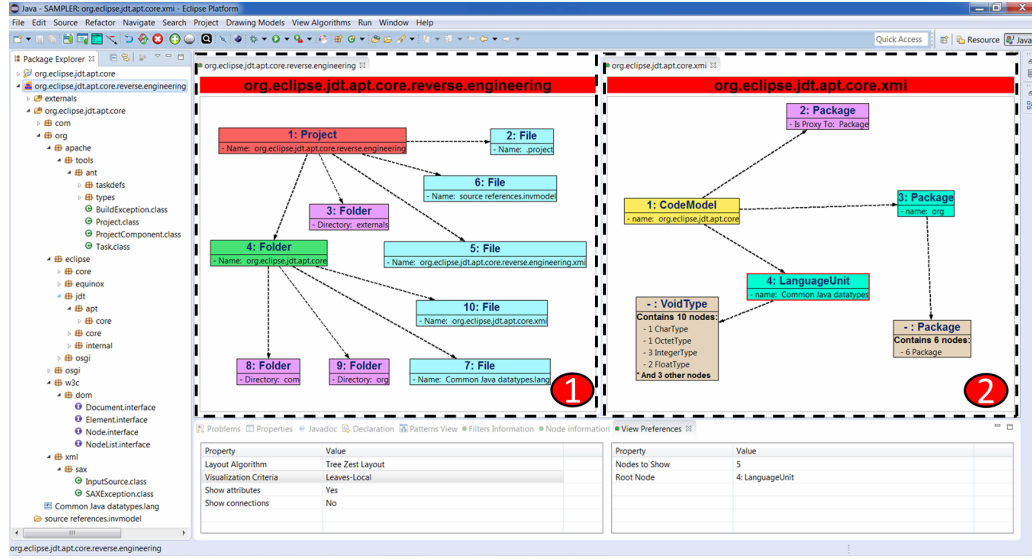 Java - SAMPLER: org.eclipse.jdt.apt.core.xmi - Eclipse Platform
File Edit Source Refactor Navigate Search Project Drawing Models View Algorithms Run Window Help
Quick Access
Resource
Java
Package Explorer
org.eclipse.jdt.apt.core
org.eclipse.jdt.apt.core.reverse.engineering
externals
org.eclipse.jdt.apt.core
com
org
apache
tools
ant
taskdefs
types
BuildException.class
Project.class
ProjectComponent.class
Task.class
eclipse
core
equinox
jdt
apt
core
core
internal
osgi
osgi
w3c
dom
Document.interface
Element.interface
Node.interface
NodeList.interface
xml
sax
InputSource.class
SAXException.class
Common Java datatypes.lang
source references.invmodel
org.eclipse.jdt.apt.core.reverse.engineering
org.eclipse.jdt.apt.core.reverse.engineering
1: Project
- Name: org.eclipse.jdt.apt.core.reverse.engineering
2: File
- Name: .project
6: File
- Name: source references.invmodel
3: Folder
- Directory: externals
4: Folder
- Name: org.eclipse.jdt.apt.core
5: File
- Name: org.eclipse.jdt.apt.core.reverse.engineering.xmi
10: File
- Name: org.eclipse.jdt.apt.core.xmi
8: Folder
- Directory: com
9: Folder
- Directory: org
7: File
- Name: Common Java datatypes.lang
1
org.eclipse.jdt.apt.core.xmi
org.eclipse.jdt.apt.core.xmi
2: Package
- Is Proxy To: Package
1: CodeModel
- name: org.eclipse.jdt.apt.core
3: Package
- name: org
4: LanguageUnit
- name: Common Java datatypes
- : VoidType
Contains 10 nodes:
- 1 CharType
- 1 OctetType
- 3 IntegerType
- 2 FloatType
*And 3 other nodes
- : Package
Contains 6 nodes:
- 6 Package
2
Problems Properties Javadoc Declaration Patterns View Filters Information Node information View Preferences
Property Value
Layout Algorithm Tree Zest Layout
Visualization Criteria Leaves-Local
Show attributes Yes
Show connections No
Property Value
Nodes to Show 5
Root Node 4: LanguageUnit
org.eclipse.jdt.apt.core.reverse.engineering